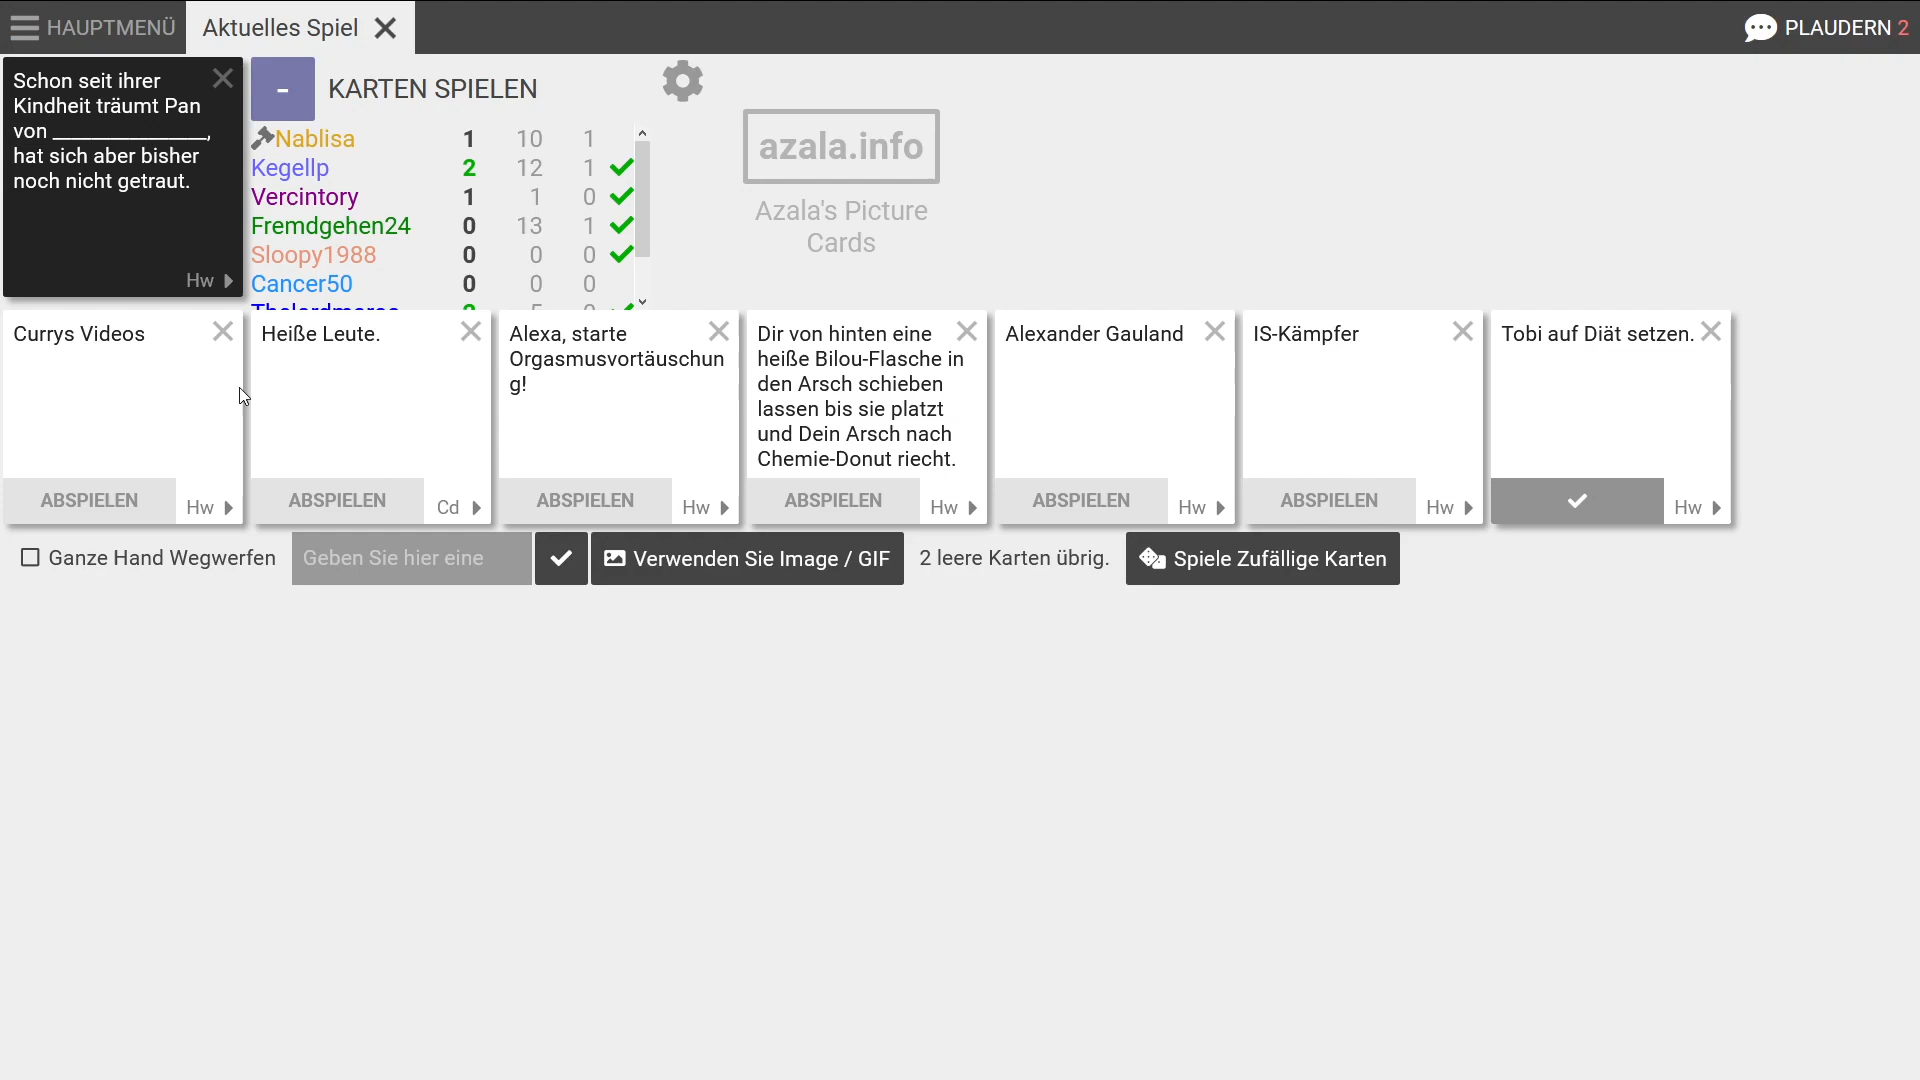 HAUPTMENÜ
Aktuelles Spiel
PLAUDERN 2
Schon seit ihrer
Kindheit träumt Pan
von ______________,
hat sich aber bisher
noch nicht getraut.
Hw
-
KARTEN SPIELEN
Nablisa 1 10 1
Kegellp 2 12 1
Vercintory 1 1 0
Fremdgehen24 0 13 1
Sloopy1988 0 0 0
Cancer50 0 0 0
azala.info
Azala's Picture
Cards
Currys Videos
ABSPIELEN
Hw
Heiße Leute.
ABSPIELEN
Cd
Alexa, starte
Orgasmusvortäuschun
g!
ABSPIELEN
Hw
Dir von hinten eine
heiße Bilou-Flasche in
den Arsch schieben
lassen bis sie platzt
und Dein Arsch nach
Chemie-Donut riecht.
ABSPIELEN
Hw
Alexander Gauland
ABSPIELEN
Hw
IS-Kämpfer
ABSPIELEN
Hw
Tobi auf Diät setzen.
Hw
Ganze Hand Wegwerfen
Geben Sie hier eine
Verwenden Sie Image / GIF
2 leere Karten übrig.
Spiele Zufällige Karten